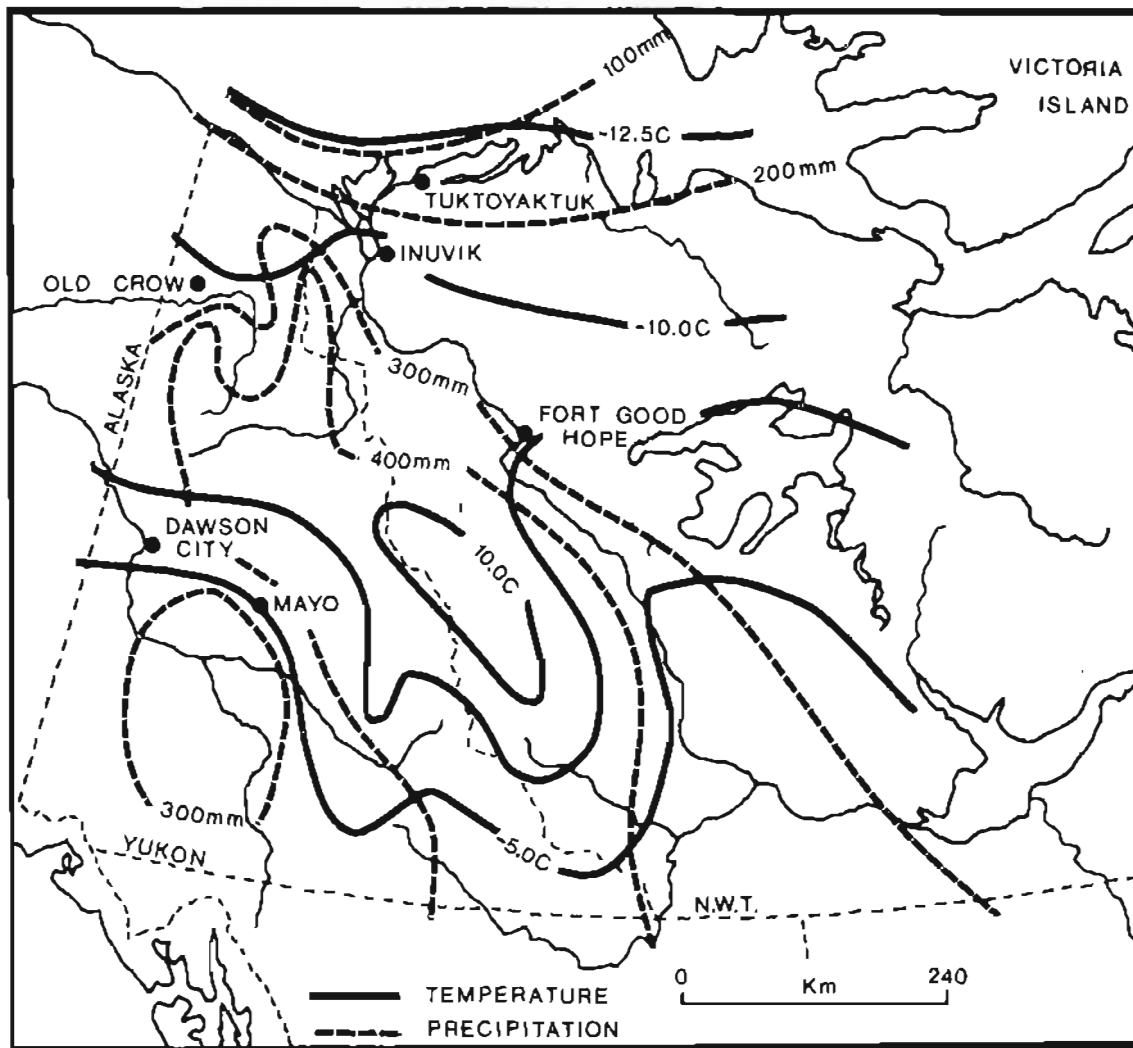 100mm
VICTORIA
ISLAND
-12.5C
200mm
TUKTOYAKTUK
INUVIK
OLD CROW
-10.0C
ALASKA
300mm
FORT GOOD
HOPE
400mm
DAWSON
CITY
10.0C
MAYO
300mm
-5.0C
YUKON
N.W.T.
0 Km 240
TEMPERATURE
PRECIPITATION